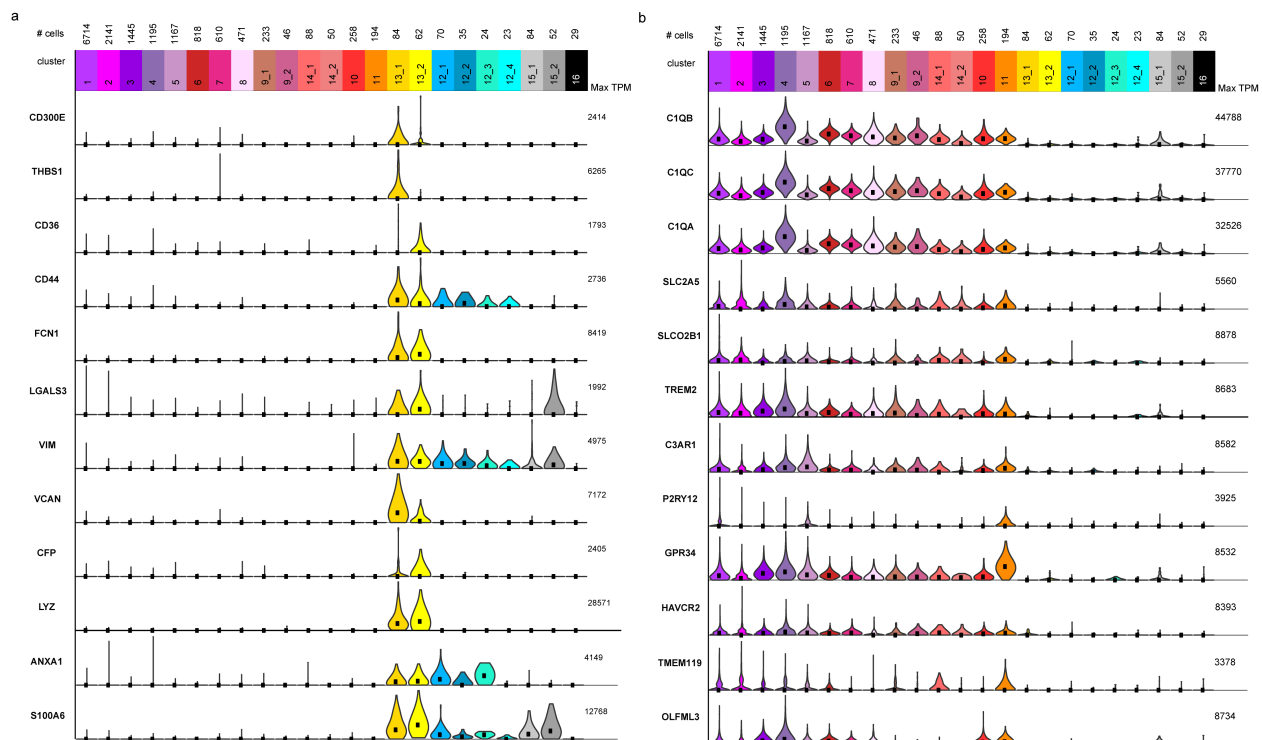 a
# cells 6714 2141 1445 1195 1167 818 610 471 233 46 88 50 258 194 84 62 70 35 24 23 84 52 29
cluster 1 2 3 4 5 6 7 8 9_1 9_2 14_1 14_2 10 11 13_1 13_2 12_1 12_2 12_3 12_4 15_1 15_2 16
Max TPM
CD300E 2414
THBS1 6265
CD36 1793
CD44 2736
FCN1 8419
LGALS3 1992
VIM 4975
VCAN 7172
CFP 2405
LYZ 28571
ANXA1 4149
S100A6 12768
b
# cells 6714 2141 1445 1195 1167 818 610 471 233 46 88 50 258 194 84 62 70 35 24 23 84 52 29
cluster 1 2 3 4 5 6 7 8 9_1 9_2 14_1 14_2 10 11 13_1 13_2 12_1 12_2 12_3 12_4 15_1 15_2 16
Max TPM
C1QB 44788
C1QC 37770
C1QA 32526
SLC2A5 5560
SLCO2B1 8878
TREM2 8683
C3AR1 8582
P2RY12 3925
GPR34 8532
HAVCR2 8393
TMEM119 3378
OLFML3 8734